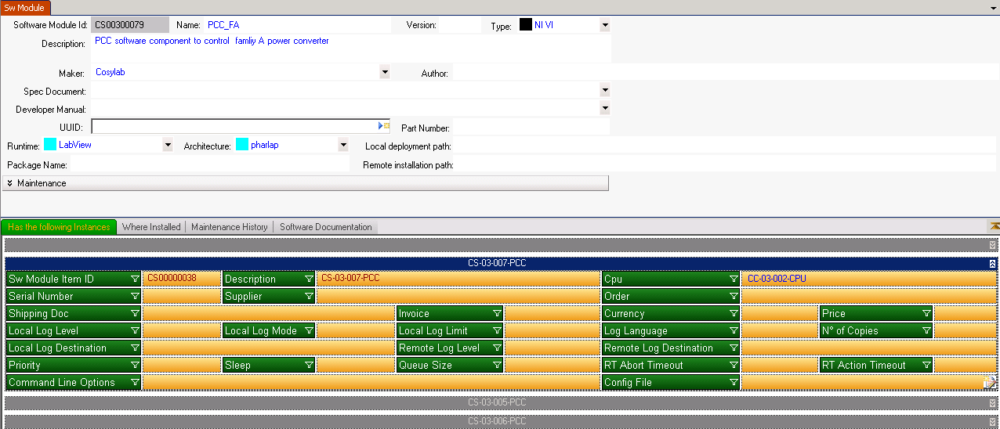 Sw Module
Software Module Id: CS00300079 Name: PCC_FA Version: Type: NI VI
Description: PCC software component to control famliy A power converter
Maker: Cosylab Author:
Spec Document:
Developer Manual:
UUID: Part Number:
Runtime: LabView Architecture: pharlap Local deployment path:
Package Name: Remote installation path:
Maintenance
Has the following Instances Where Installed Maintenance History Software Documentation
CS-03-007-PCC
Sw Module Item ID CS00000038 Description CS-03-007-PCC Cpu CC-03-002-CPU
Serial Number Supplier Order
Shipping Doc Invoice Currency Price
Local Log Level Local Log Mode Local Log Limit Log Language N° of Copies
Local Log Destination Remote Log Level Remote Log Destination
Priority Sleep Queue Size RT Abort Timeout RT Action Timeout
Command Line Options Config File
CS-03-005-PCC
CS-03-006-PCC